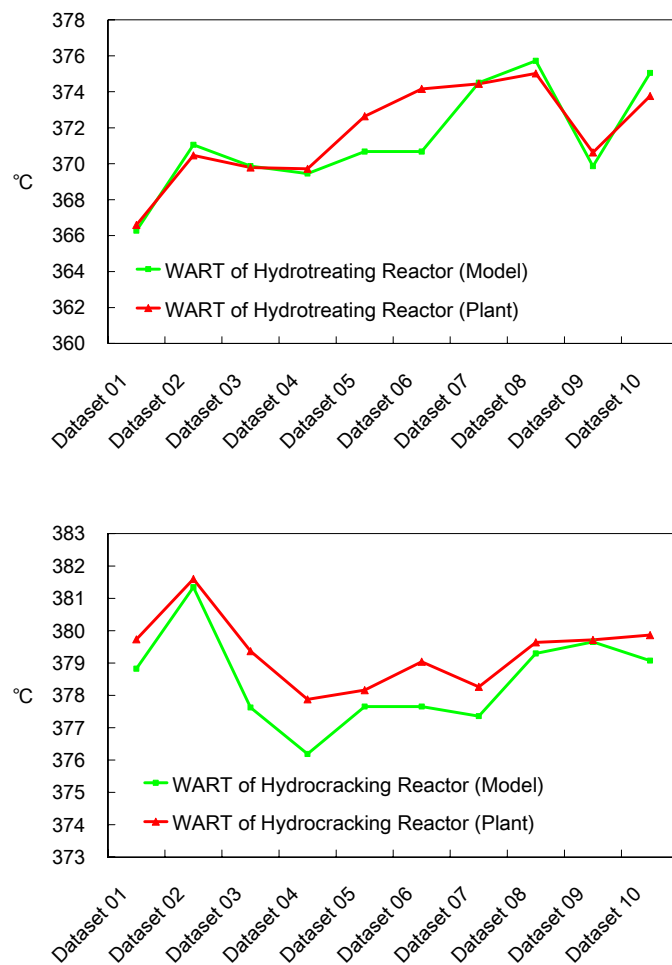 378
376
374
372
370
368
366
364
362
360
℃
WART of Hydrotreating Reactor (Model)
WART of Hydrotreating Reactor (Plant)
Dataset 01
Dataset 02
Dataset 03
Dataset 04
Dataset 05
Dataset 06
Dataset 07
Dataset 08
Dataset 09
Dataset 10
383
382
381
380
379
378
377
376
375
374
373
℃
WART of Hydrocracking Reactor (Model)
WART of Hydrocracking Reactor (Plant)
Dataset 01
Dataset 02
Dataset 03
Dataset 04
Dataset 05
Dataset 06
Dataset 07
Dataset 08
Dataset 09
Dataset 10